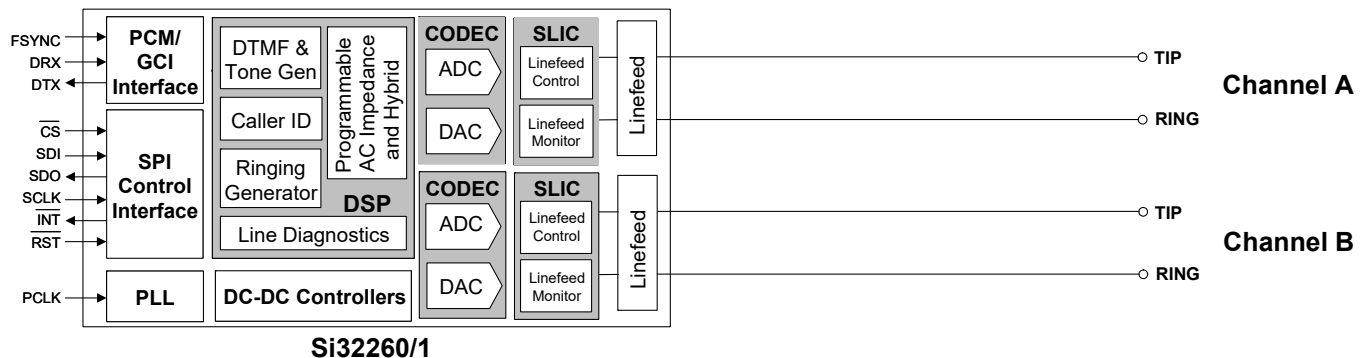 FSYNC
DRX
DTX
PCM/
GCI
Interface
CS
SDI
SDO
SCLK
INT
RST
SPI
Control
Interface
PCLK
PLL
DTMF &
Tone Gen
Caller ID
Ringing
Generator
Programmable
AC Impedance
and Hybrid
DSP
Line Diagnostics
DC-DC Controllers
CODEC
ADC
DAC
SLIC
Linefeed
Control
Linefeed
Monitor
Linefeed
TIP
RING
Channel A
CODEC
ADC
DAC
SLIC
Linefeed
Control
Linefeed
Monitor
Linefeed
TIP
RING
Channel B
Si32260/1